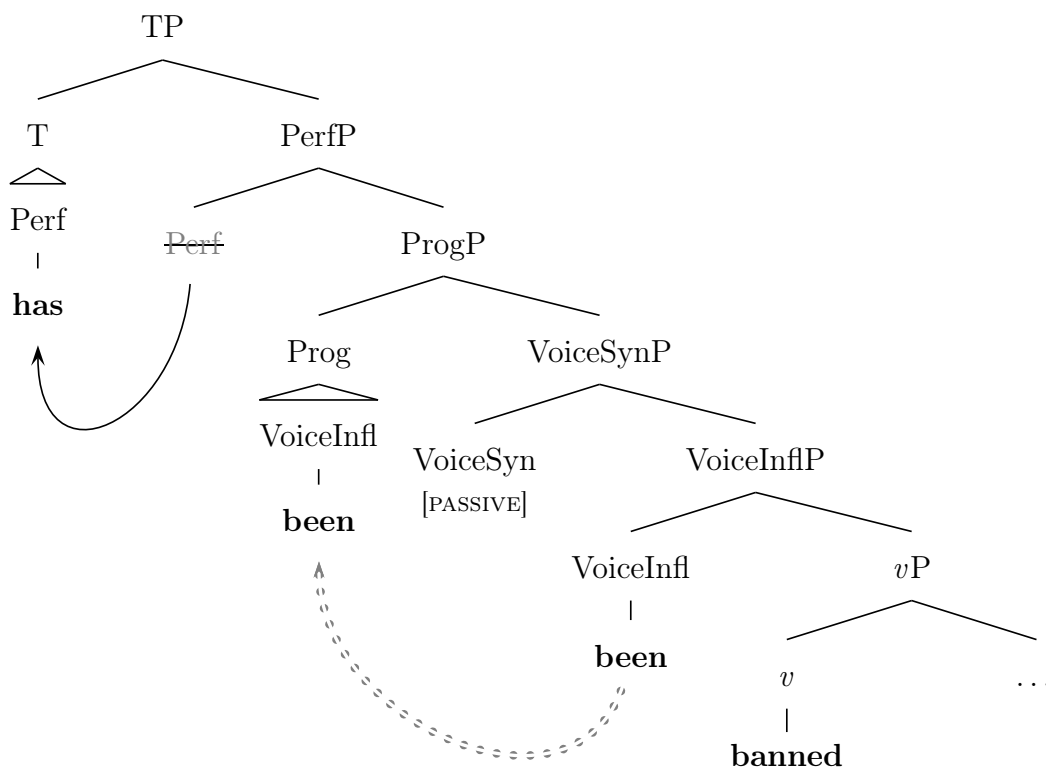 TP
T PerfP
Perf Perf ProgP
has Prog VoiceSynP
VoiceInfl VoiceSyn VoiceInflP
[PASSIVE]
been VoiceInfl vP
been v ...
banned